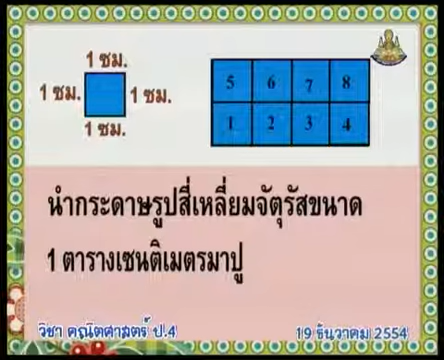 1 ซม.
1 ซม. 1 ซม.
1 ซม.
5 6 7 8
1 2 3 4
นำกระดาษรูปสี่เหลี่ยมจัตุรัสขนาด
1 ตารางเซนติเมตรมาปู
วิชา คณิตศาสตร์ ป.4 19 ธันวาคม 2554